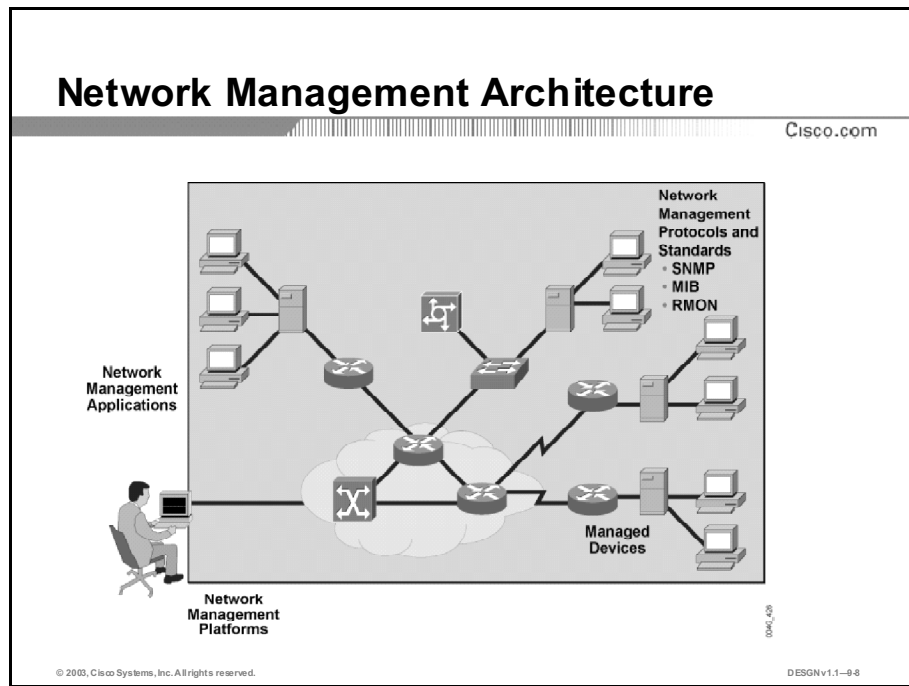 Network Management Architecture
Cisco.com
Network
Management
Protocols and
Standards
• SNMP
• MIB
• RMON
Network
Management
Applications
Managed
Devices
Network
Management
Platforms
0040_426
© 2003, Cisco Systems, Inc. All rights reserved.
DESGN v1.1—9-8